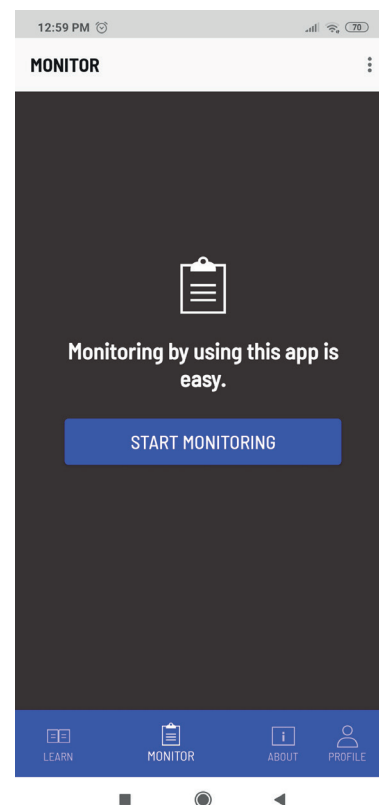 12:59 PM 70
MONITOR
Monitoring by using this app is
easy.
START MONITORING
LEARN MONITOR ABOUT PROFILE